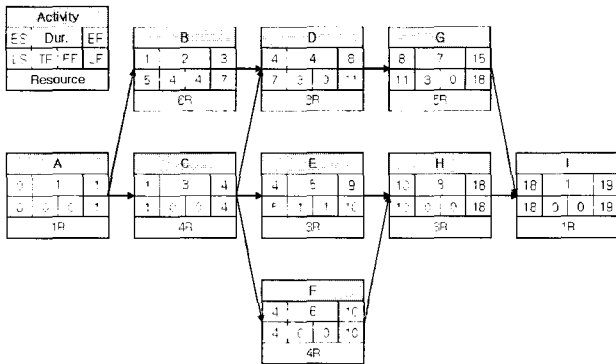 Activity
ES Dur. EF
LS TF FF LF
Resource
B
1 2 3
5 4 7
6R
D
4 4 8
7 3 0 11
G
8 7 15
11 3 0 18
5R
A
0 1 1
0 0 0 1
1R
C
1 3 4
1 0 0 4
4R
E
4 5 9
5 1 1 10
H
10 8 18
10 0 0 18
I
18 1 19
18 0 0 19
1R
F
4 6 10
4 0 0 10
4R